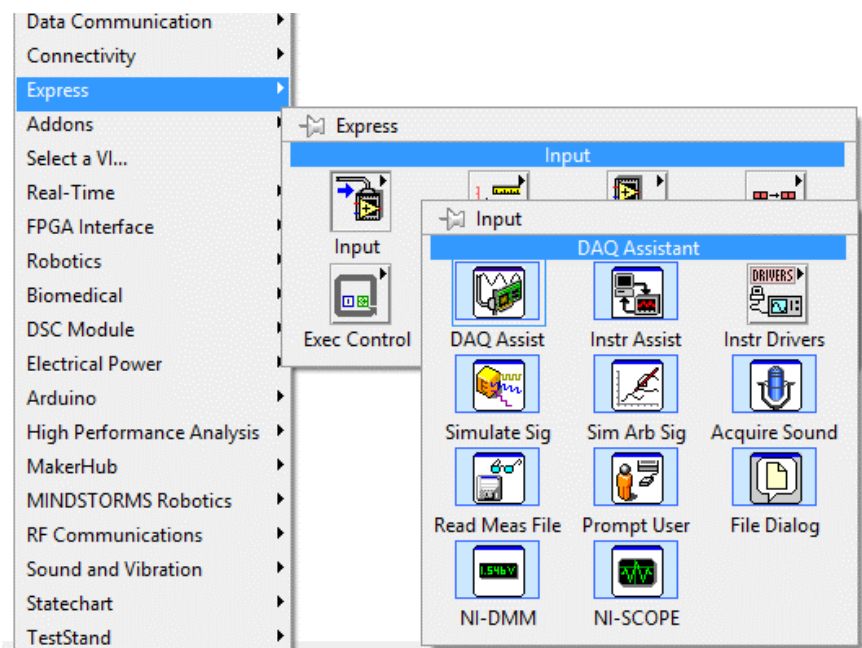 Data Communication
Connectivity
Express
Addons
Select a VI...
Real-Time
FPGA Interface
Robotics
Biomedical
DSC Module
Electrical Power
Arduino
High Performance Analysis
MakerHub
MINDSTORMS Robotics
RF Communications
Sound and Vibration
Statechart
TestStand
Express
Input
Input
Exec Control
Input
DAQ Assistant
DRIVERS
DAQ Assist Instr Assist Instr Drivers
Simulate Sig Sim Arb Sig Acquire Sound
Read Meas File Prompt User File Dialog
1.546V
NI-DMM NI-SCOPE